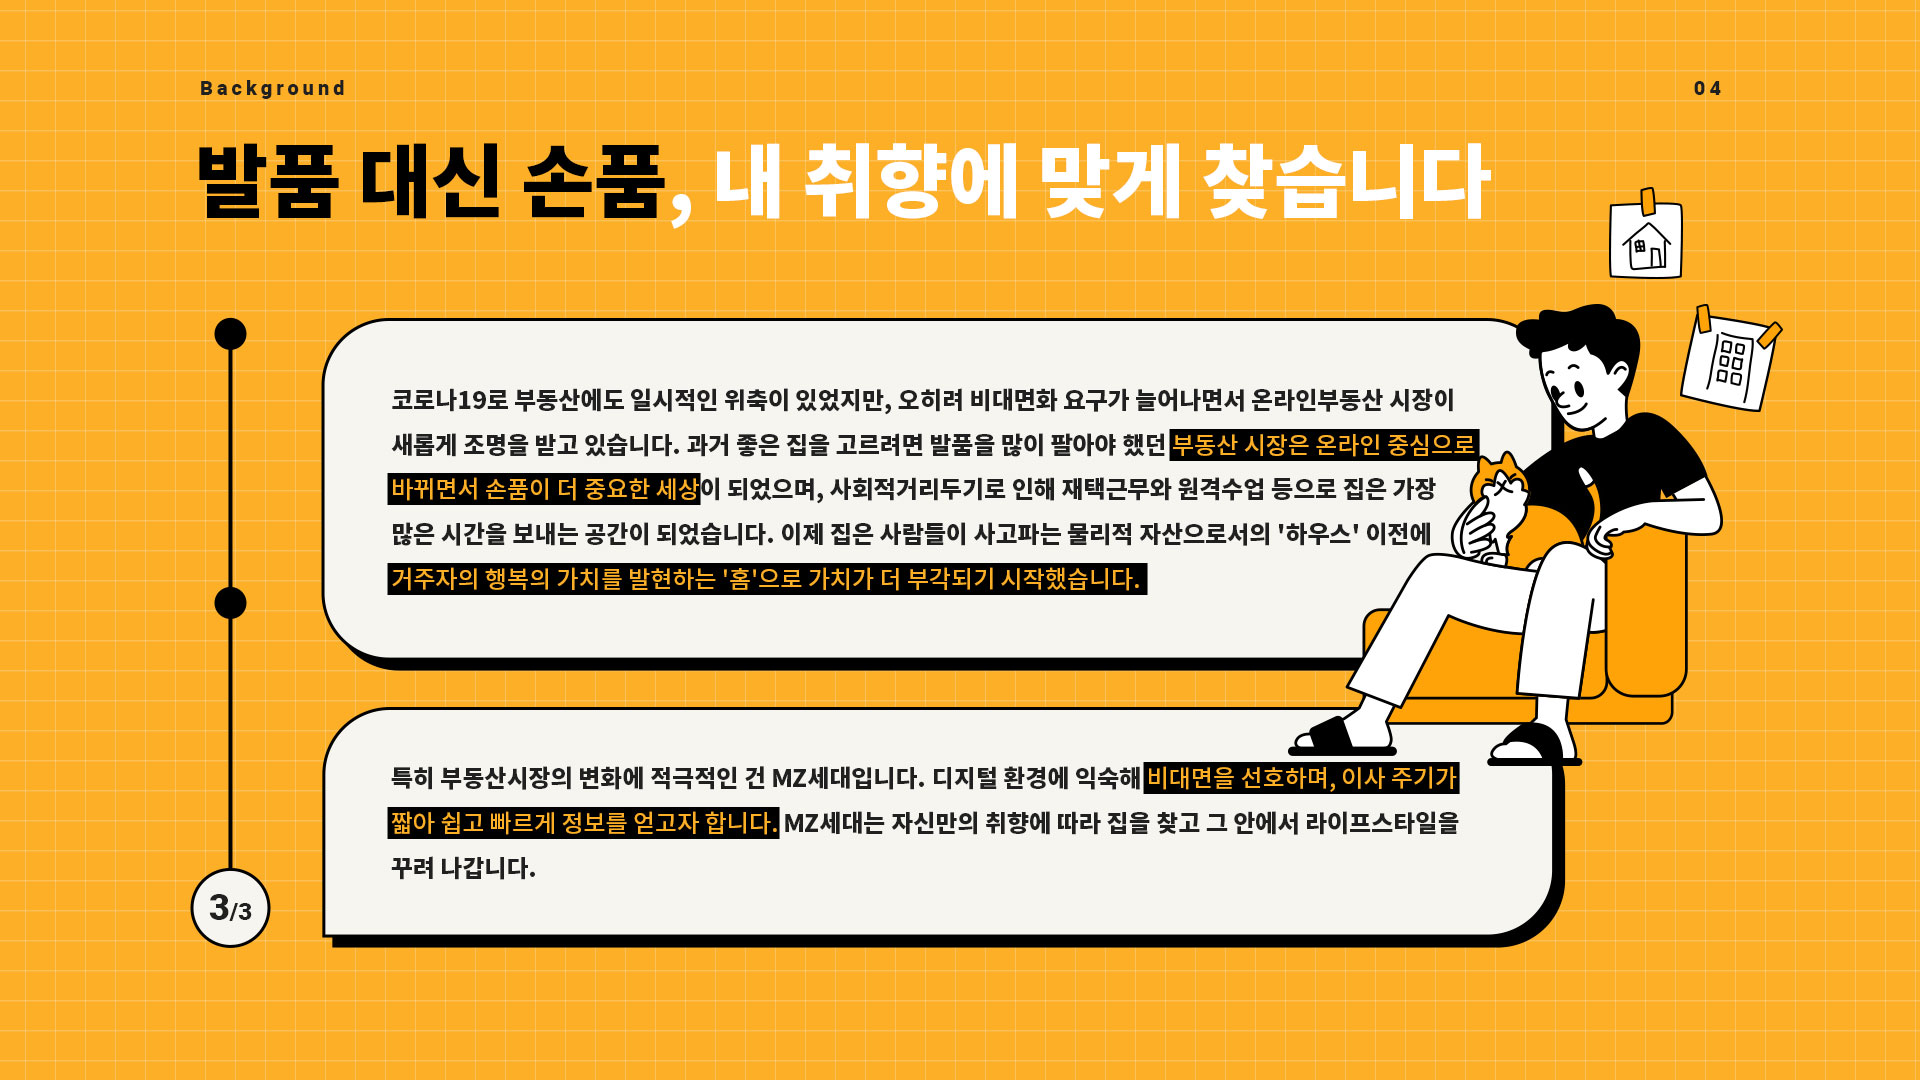 Background
04
발품 대신 손품, 내 취향에 맞게 찾습니다
코로나19로 부동산에도 일시적인 위축이 있었지만, 오히려 비대면화 요구가 늘어나면서 온라인부동산 시장이
새롭게 조명을 받고 있습니다. 과거 좋은 집을 고르려면 발품을 많이 팔아야 했던 부동산 시장은 온라인 중심으로
바뀌면서 손품이 더 중요한 세상이 되었으며, 사회적거리두기로 인해 재택근무와 원격수업 등으로 집은 가장
많은 시간을 보내는 공간이 되었습니다. 이제 집은 사람들이 사고파는 물리적 자산으로서의 '하우스' 이전에
거주자의 행복의 가치를 발현하는 '홈'으로 가치가 더 부각되기 시작했습니다.
특히 부동산시장의 변화에 적극적인 건 MZ세대입니다. 디지털 환경에 익숙해 비대면을 선호하며, 이사 주기가
짧아 쉽고 빠르게 정보를 얻고자 합니다. MZ세대는 자신만의 취향에 따라 집을 찾고 그 안에서 라이프스타일을
꾸려 나갑니다.
3/3